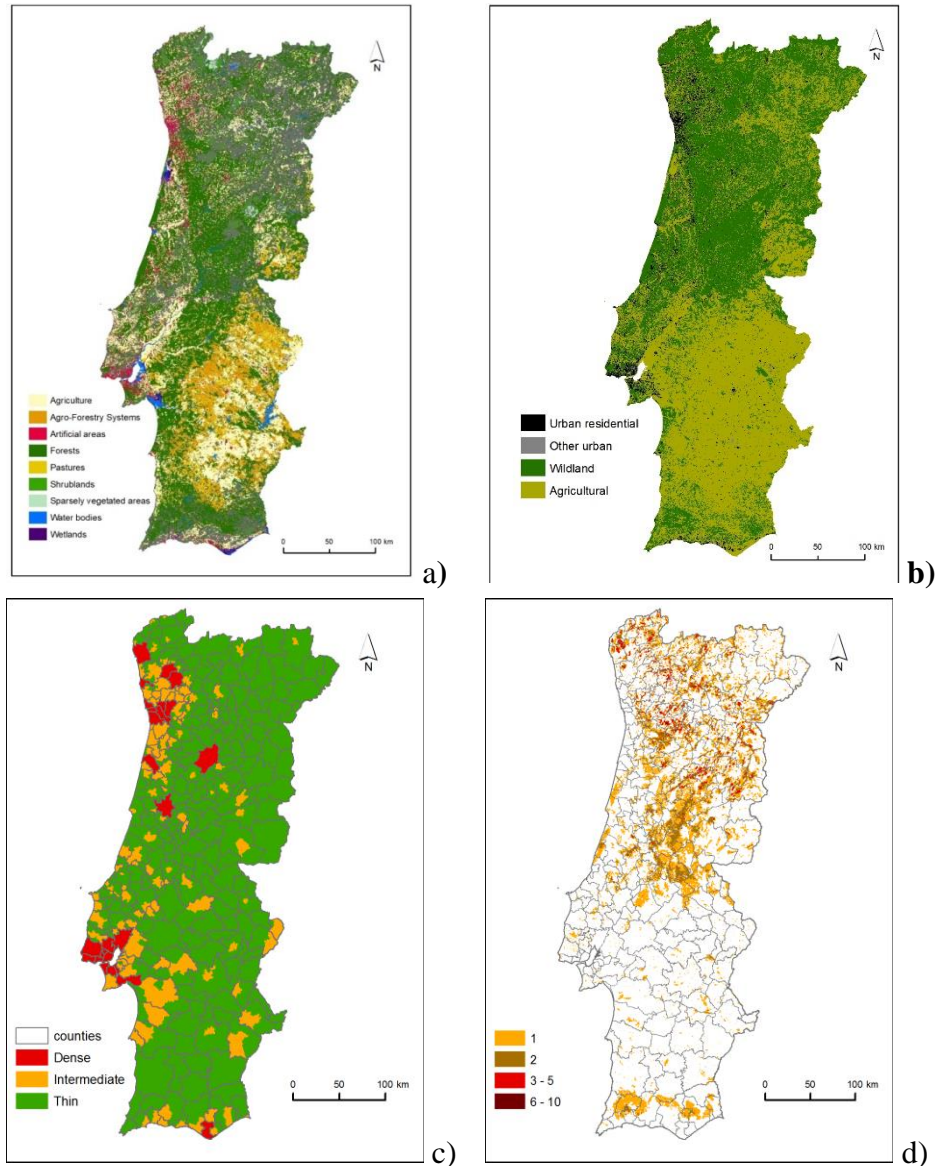 N
Agriculture
Agro-Forestry Systems
Artificial areas
Forests
Pastures
Shrublands
Sparsely vegetated areas
Water bodies
Wetlands
0 50 100 km
a)
N
Urban residential
Other urban
Wildland
Agricultural
0 50 100 km
b)
N
counties
Dense
Intermediate
Thin
0 50 100 km
c)
N
1
2
3 - 5
6 - 10
0 50 100 km
d)